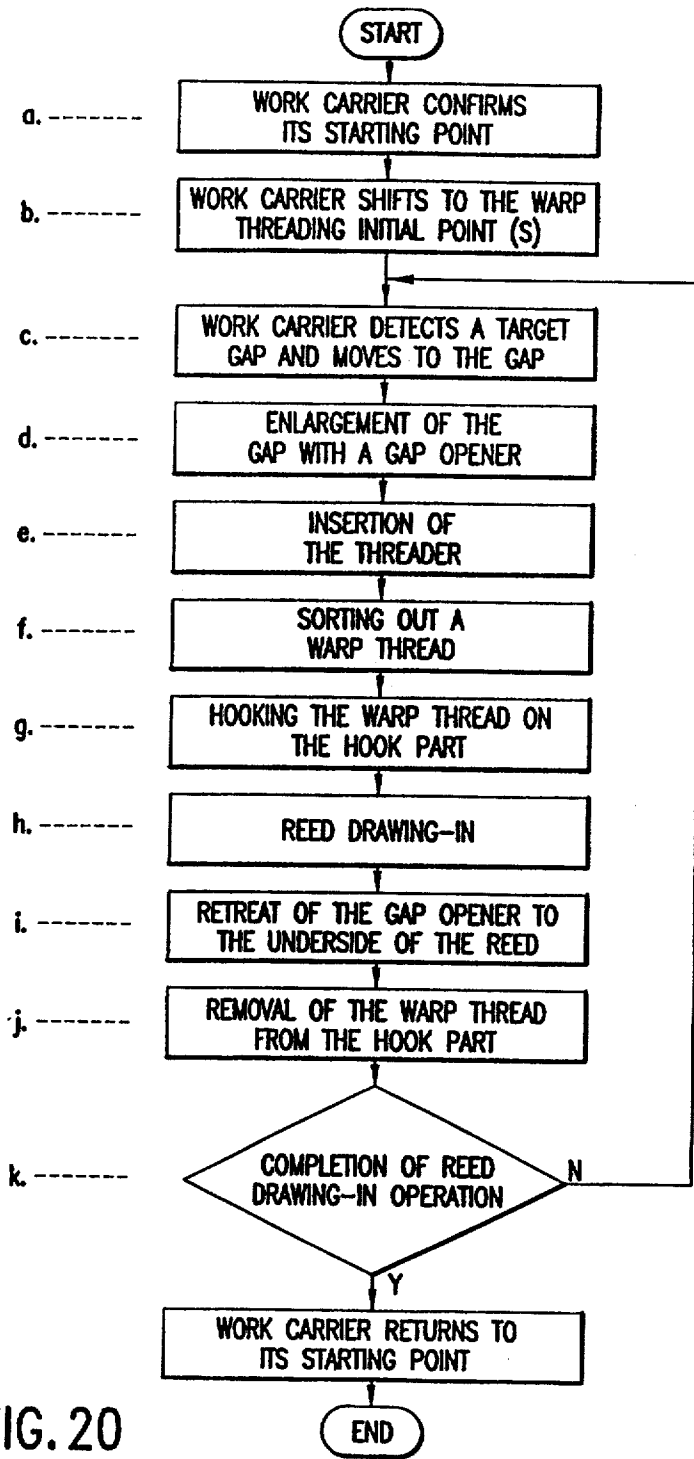 START
a. WORK CARRIER CONFIRMS
ITS STARTING POINT
b. WORK CARRIER SHIFTS TO THE WARP
THREADING INITIAL POINT (S)
c. WORK CARRIER DETECTS A TARGET
GAP AND MOVES TO THE GAP
d. ENLARGEMENT OF THE
GAP WITH A GAP OPENER
e. INSERTION OF
THE THREADER
f. SORTING OUT A
WARP THREAD
g. HOOKING THE WARP THREAD ON
THE HOOK PART
h. REED DRAWING-IN
i. RETREAT OF THE GAP OPENER TO
THE UNDERSIDE OF THE REED
j. REMOVAL OF THE WARP THREAD
FROM THE HOOK PART
k. COMPLETION OF REED
DRAWING-IN OPERATION
N
Y
WORK CARRIER RETURNS TO
ITS STARTING POINT
END
FIG. 20